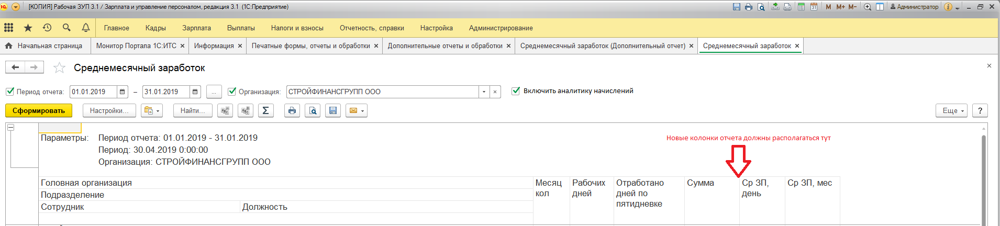 [КОПИЯ] Рабочая ЗУП 3.1 / Зарплата и управление персоналом, редакция 3.1 (1С:Предприятие)
M M+ M- Администратор
Главное Кадры Зарплата Выплаты Налоги и взносы Отчетность, справки Настройка Администрирование
Начальная страница Монитор Портала 1С:ИТС × Информация × Печатные формы, отчеты и обработки × Дополнительные отчеты и обработки × Среднемесячный заработок (Дополнительный отчет) × Среднемесячный заработок ×
Среднемесячный заработок
Период отчета: 01.01.2019 – 31.01.2019 ... Организация: СТРОЙФИНАНСГРУПП ООО Включить аналитику начислений
Сформировать Настройки... Найти... Σ Еще ?
Параметры: Период отчета: 01.01.2019 - 31.01.2019
Новые колонки отчета должны располагаться тут
Период: 30.04.2019 0:00:00
Организация: СТРОЙФИНАНСГРУПП ООО
Головная организация
Подразделение
Сотрудник Должность
Месяц
кол
Рабочих
дней
Отработано
дней по
пятидневке
Сумма
Ср ЗП,
день
Ср ЗП, мес